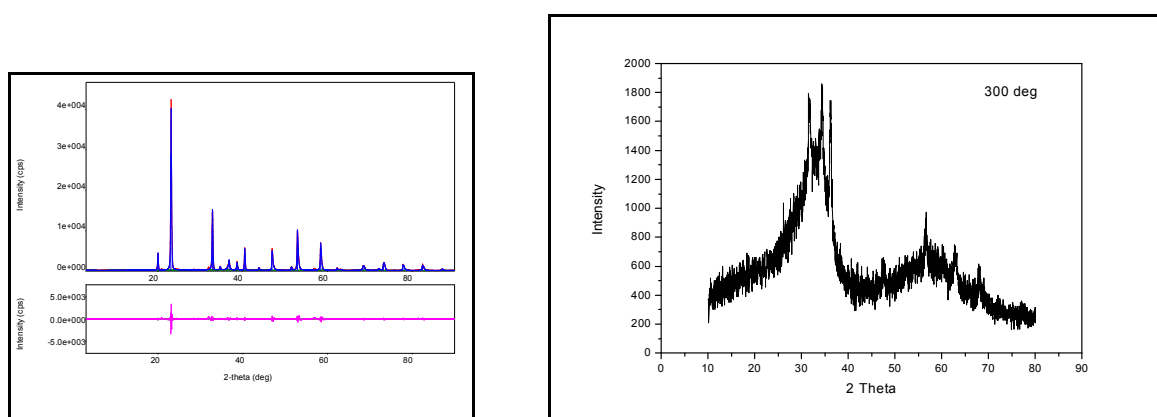 Intensity (cps)
4e+004
3e+004
2e+004
1e+004
0e+000
20 40 60 80
Intensity (cps)
5.0e+003
0.0e+000
-5.0e+003
20 40 60 80
2-theta (deg)
300 deg
Intensity
2000
1800
1600
1400
1200
1000
800
600
400
200
0
0 10 20 30 40 50 60 70 80 90
2 Theta